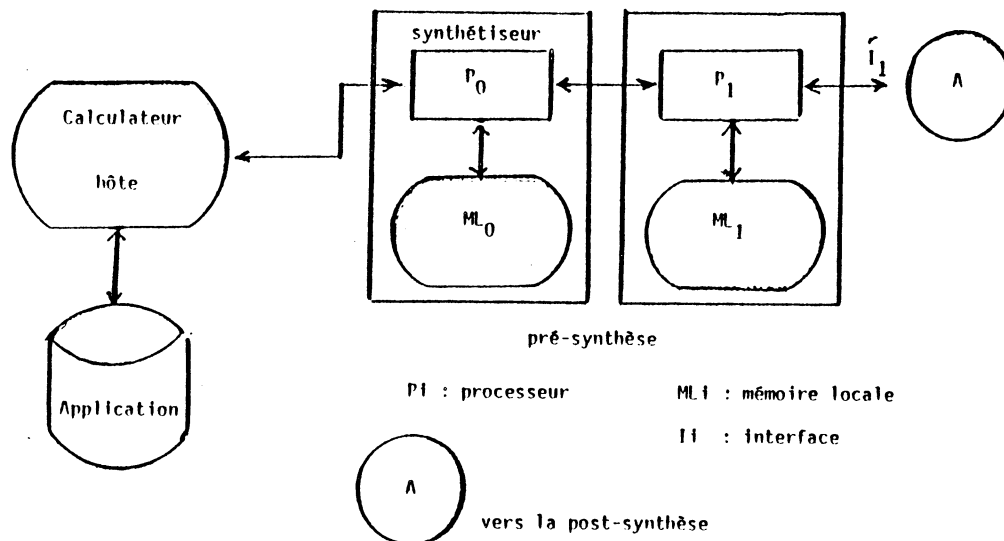 synthétiseur
P0
P1
I1
A
Calculateur
hôte
ML0
ML1
Application
pré-synthèse
Pi : processeur
MLi : mémoire locale
Ii : interface
A
vers la post-synthèse